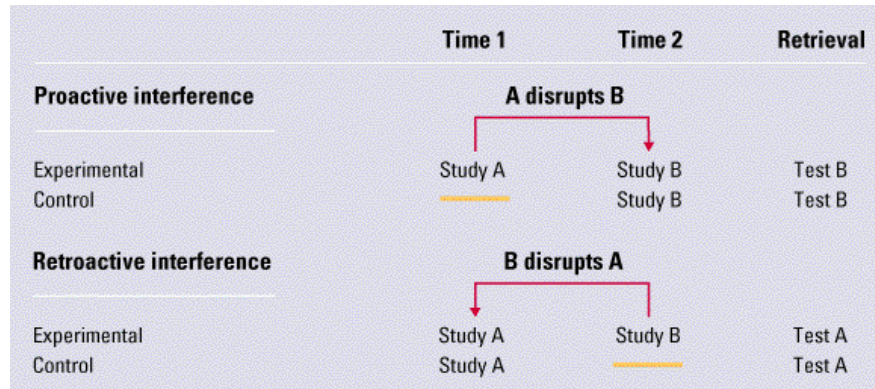 Time 1 Time 2 Retrieval
Proactive interference A disrupts B
Experimental Study A Study B Test B
Control Study B Test B
Retroactive interference B disrupts A
Experimental Study A Study B Test A
Control Study A Test A